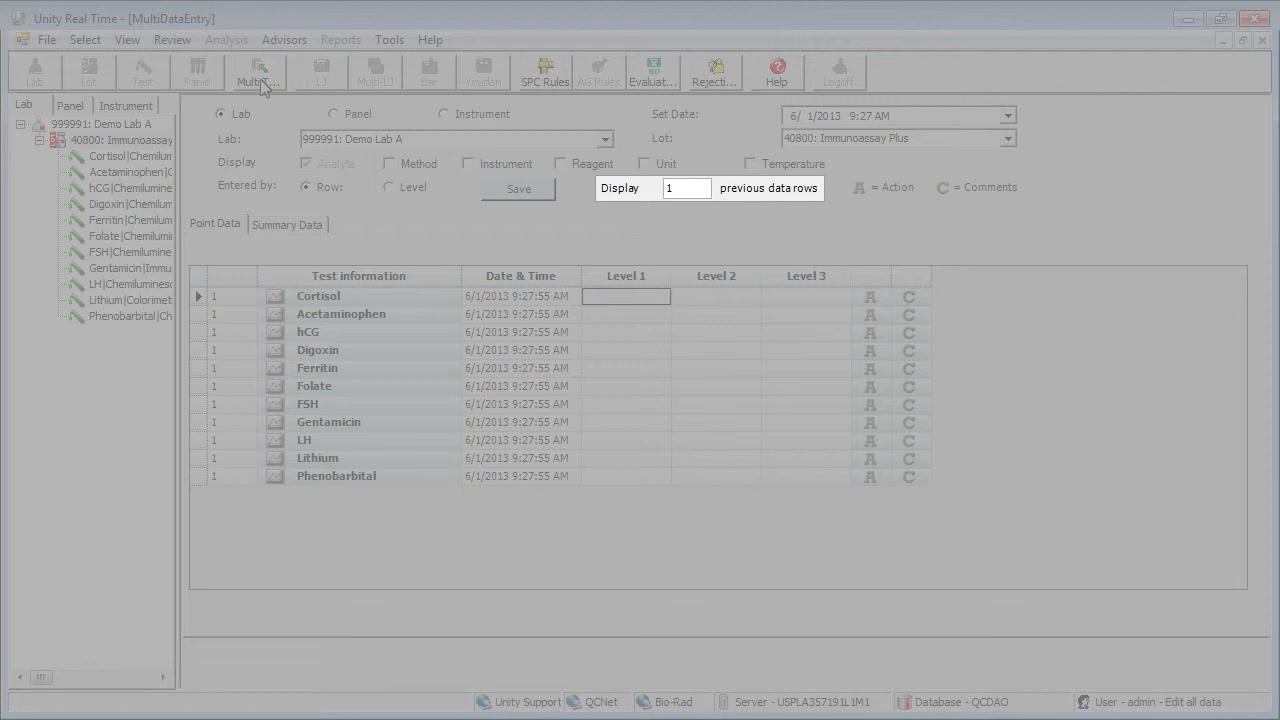 Unity Real Time - [MultiDataEntry]
File Select View Review Analysis Advisors Reports Tools Help
Lab Lot Test Panel MultiT... LJ Multi-LJ Bar Youden SPC Rules AG Rules Evaluat... Rejecti... Help Logoff
Lab Panel Instrument
999991: Demo Lab A
40800: Immunoassay
Cortisol|Chemilum
Acetaminophen|C
hCG|Chemilumine
Digoxin|Chemilum
Ferritin|Chemilum
Folate|Chemilumi
FSH|Chemilumine
Gentamicin|Immu
LH|Chemilumines
Lithium|Colorimet
Phenobarbital|Ch
Lab Panel Instrument Set Date: 6/ 1/2013 9:27 AM
Lab: 999991: Demo Lab A Lot: 40800: Immunoassay Plus
Display Analyte Method Instrument Reagent Unit Temperature
Entered by: Row: Level Save Display 1 previous data rows A = Action C = Comments
Point Data Summary Data
Test information Date & Time Level 1 Level 2 Level 3
1 Cortisol 6/1/2013 9:27:55 AM A C
1 Acetaminophen 6/1/2013 9:27:55 AM A C
1 hCG 6/1/2013 9:27:55 AM A C
1 Digoxin 6/1/2013 9:27:55 AM A C
1 Ferritin 6/1/2013 9:27:55 AM A C
1 Folate 6/1/2013 9:27:55 AM A C
1 FSH 6/1/2013 9:27:55 AM A C
1 Gentamicin 6/1/2013 9:27:55 AM A C
1 LH 6/1/2013 9:27:55 AM A C
1 Lithium 6/1/2013 9:27:55 AM A C
1 Phenobarbital 6/1/2013 9:27:55 AM A C
Unity Support QCNet Bio-Rad Server - USPLA357191L1M1 Database - QCDAO User - admin - Edit all data